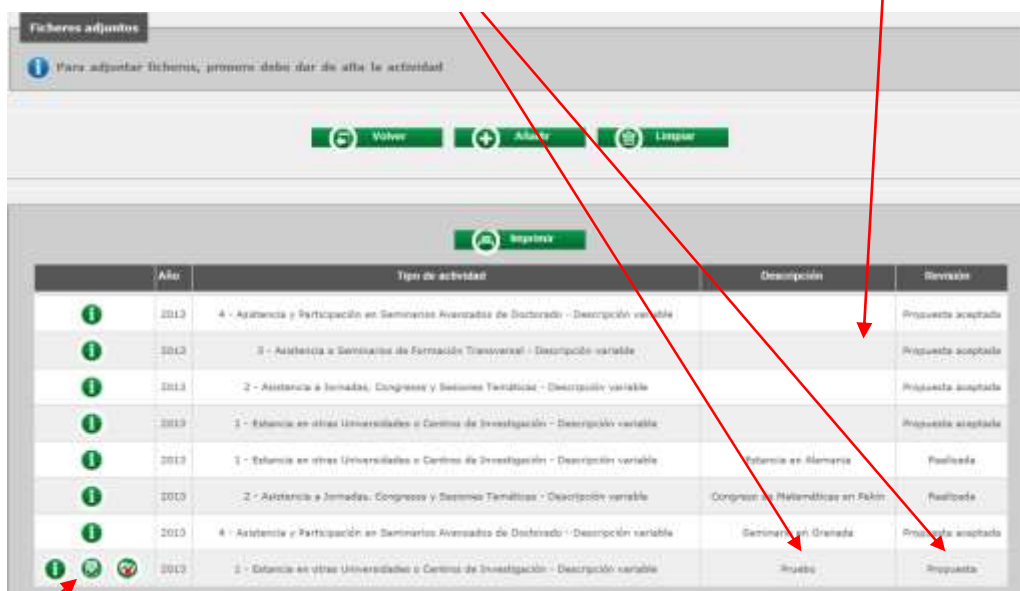 Ficheros adjuntos
Para adjuntar ficheros, primero debe dar de alta la actividad
Volver Añadir Limpiar
Imprimir
Año Tipo de actividad Descripción Revisión
2013 4 - Asistencia y Participación en Seminarios Avanzados de Doctorado - Descripción variable Propuesta aceptada
2013 3 - Asistencia a Seminarios de Formación Transversal - Descripción variable Propuesta aceptada
2013 2 - Asistencia a Jornadas, Congresos y Sesiones Temáticas - Descripción variable Propuesta aceptada
2013 1 - Estancia en otras Universidades o Centros de Investigación - Descripción variable Propuesta aceptada
2013 1 - Estancia en otras Universidades o Centros de Investigación - Descripción variable Estancia en Alemania Realizada
2013 2 - Asistencia a Jornadas, Congresos y Sesiones Temáticas - Descripción variable Congreso de Matemáticas en Pekín Realizada
2013 4 - Asistencia y Participación en Seminarios Avanzados de Doctorado - Descripción variable Seminario en Granada Propuesta aceptada
2013 1 - Estancia en otras Universidades o Centros de Investigación - Descripción variable Prueba Propuesta